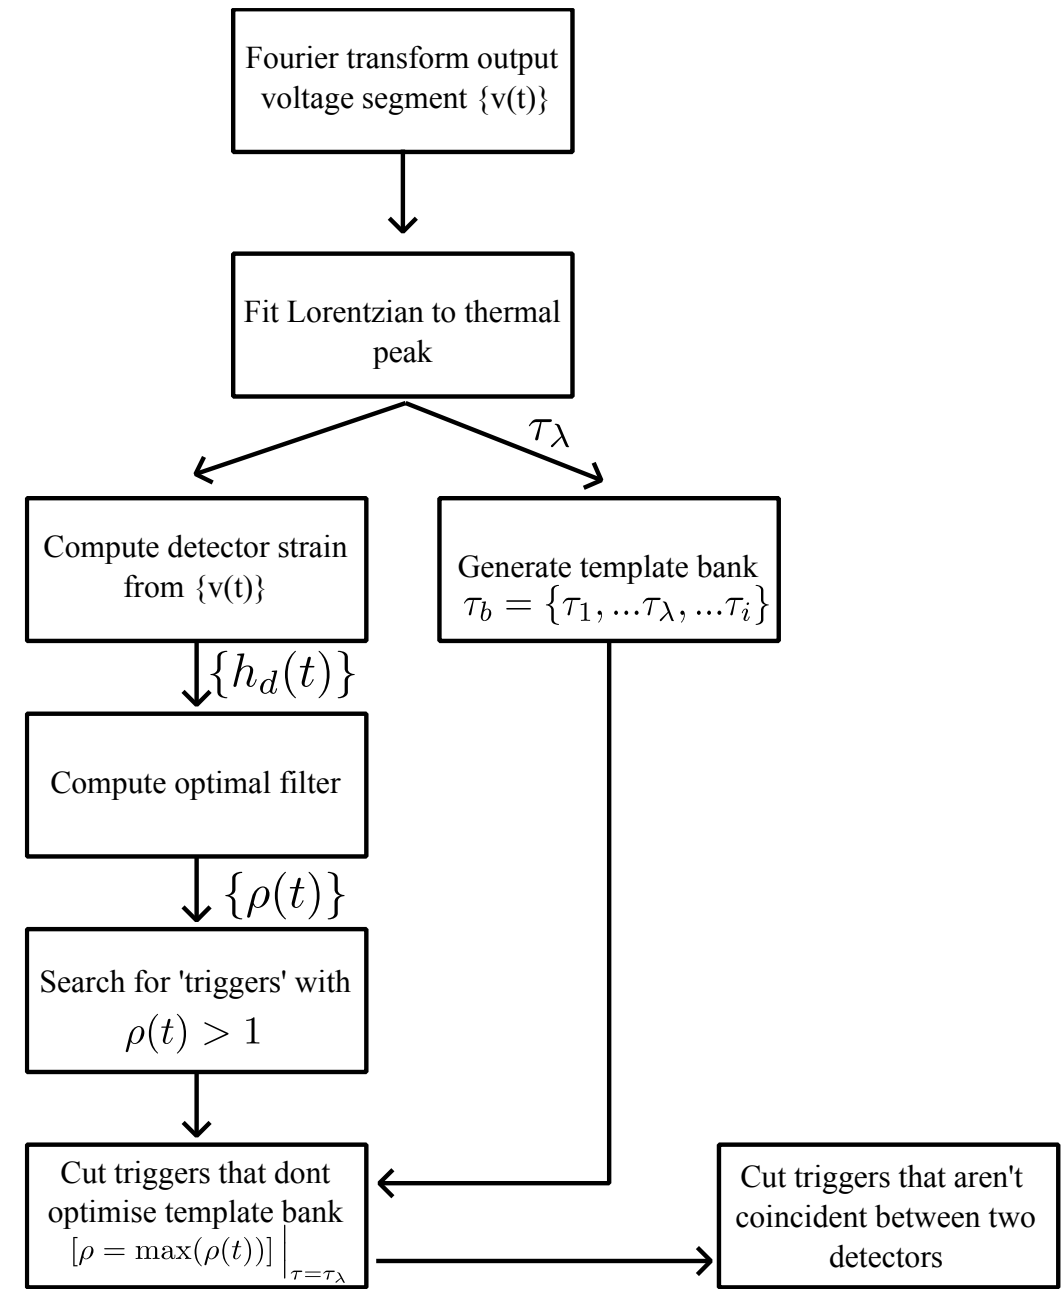 Fourier transform output
voltage segment {v(t)}
Fit Lorentzian to thermal
peak
τ_λ
Compute detector strain
from {v(t)}
Generate template bank
τ_b = {τ_1, ...τ_λ, ...τ_i}
{h_d(t)}
Compute optimal filter
{ρ(t)}
Search for 'triggers' with
ρ(t) > 1
Cut triggers that dont
optimise template bank
[ρ = max(ρ(t))] |_{τ=τ_λ}
Cut triggers that aren't
coincident between two
detectors